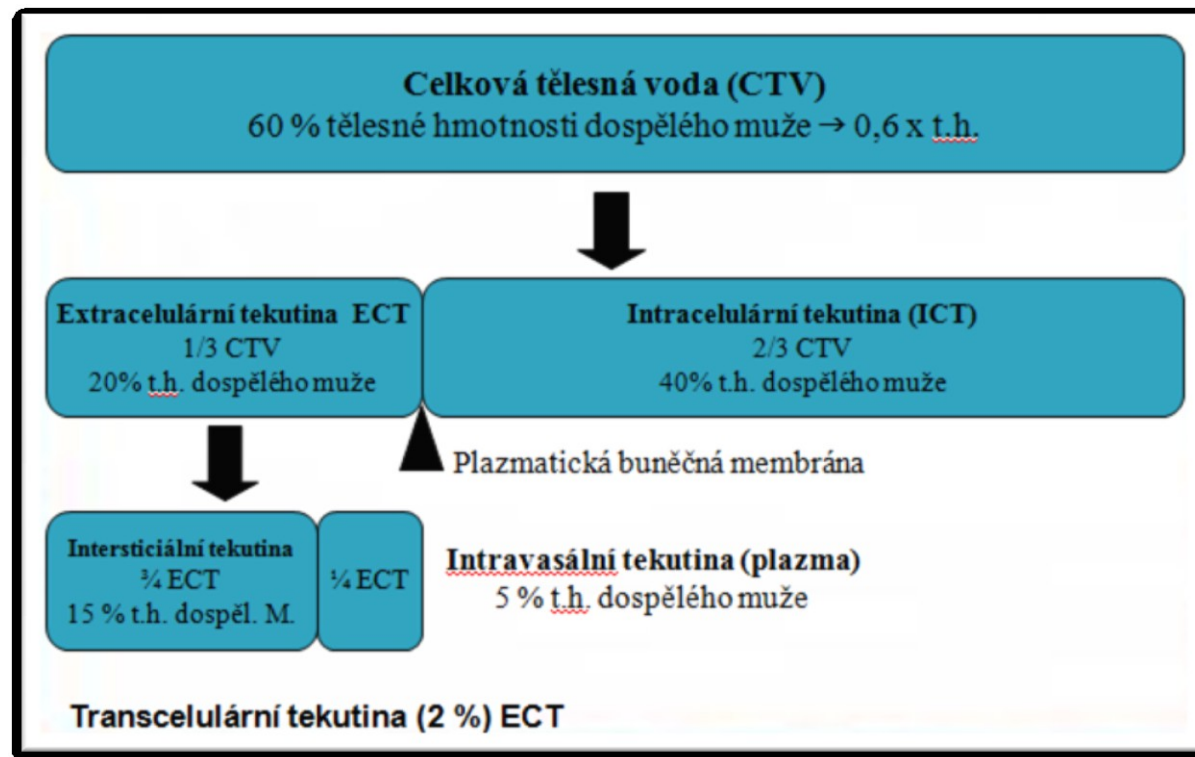 Celková tělesná voda (CTV)
60 % tělesné hmotnosti dospělého muže → 0,6 x t.h.
Extracelulární tekutina ECT
1/3 CTV
20% t.h. dospělého muže
Intracelulární tekutina (ICT)
2/3 CTV
40% t.h. dospělého muže
Plazmatická buněčná membrána
Intersticiální tekutina
¾ ECT
15 % t.h. dospěl. M.
¼ ECT
Intravasální tekutina (plazma)
5 % t.h. dospělého muže
Transcelulární tekutina (2 %) ECT